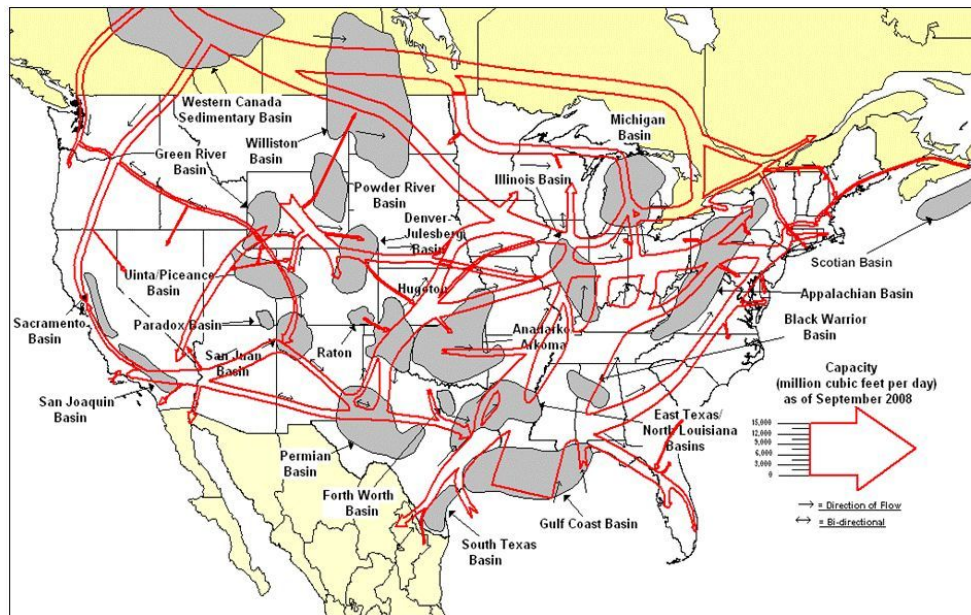 Western Canada
Sedimentary Basin
Williston
Basin
Michigan
Basin
Green River
Basin
Powder River
Basin
Illinois Basin
Denver-
Julesberg
Basin
Uinta/Piceance
Basin
Hugoton
Scotian Basin
Appalachian Basin
Sacramento
Basin
Paradox Basin
San Juan
Basin
Raton
Anadarko
Arkoma
Black Warrior
Basin
San Joaquin
Basin
Permian
Basin
East Texas/
North Louisiana
Basins
Forth Worth
Basin
Gulf Coast Basin
South Texas
Basin
Capacity
(million cubic feet per day)
as of September 2008
15,000
12,000
9,000
6,000
3,000
0
= Direction of Flow
= Bi-directional